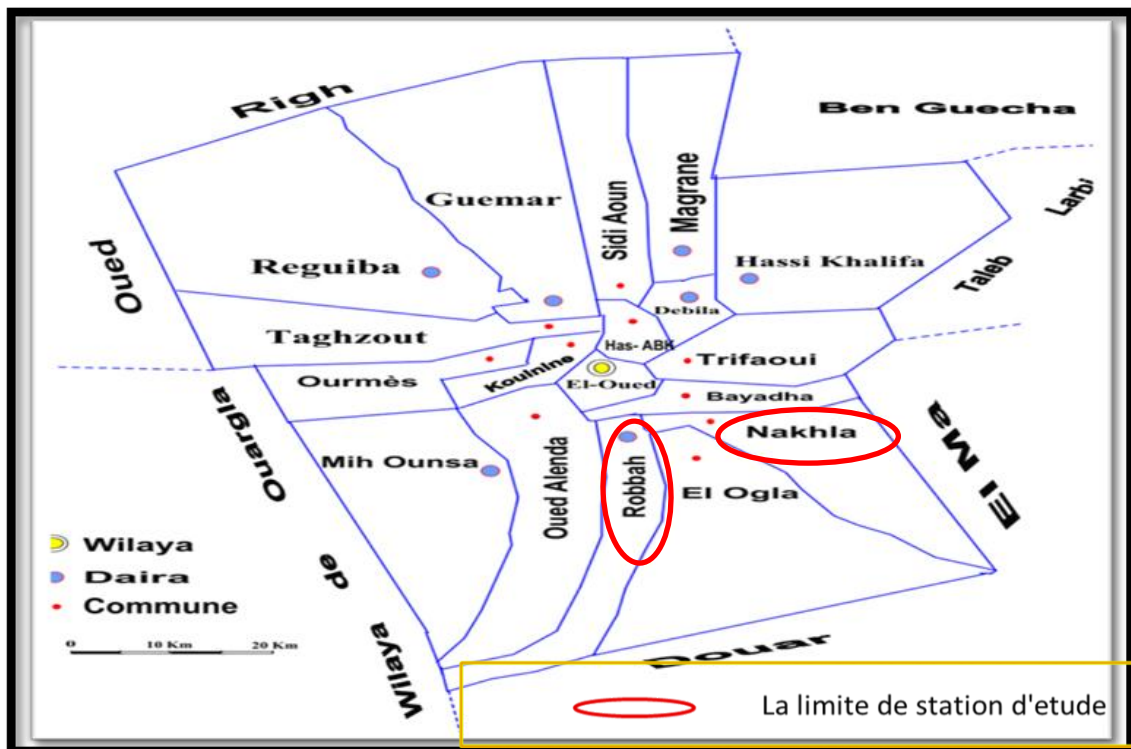 Righ
Ben Guecha
Guemar
Sidi Aoun
Magrane
Larbi
Taleb
Oued
Reguiba
Hassi Khalifa
Debila
Taghzout
Has- ABK
Trifaoui
Kouinine
Ourmès
El-Oued
Bayadha
Nakhla
El Ma
Mih Ounsa
Oued Alenda
Robbah
El Ogla
Wilaya de Ouargla
Douar
Wilaya
Daira
Commune
0 10 Km 20 Km
La limite de station d'etude